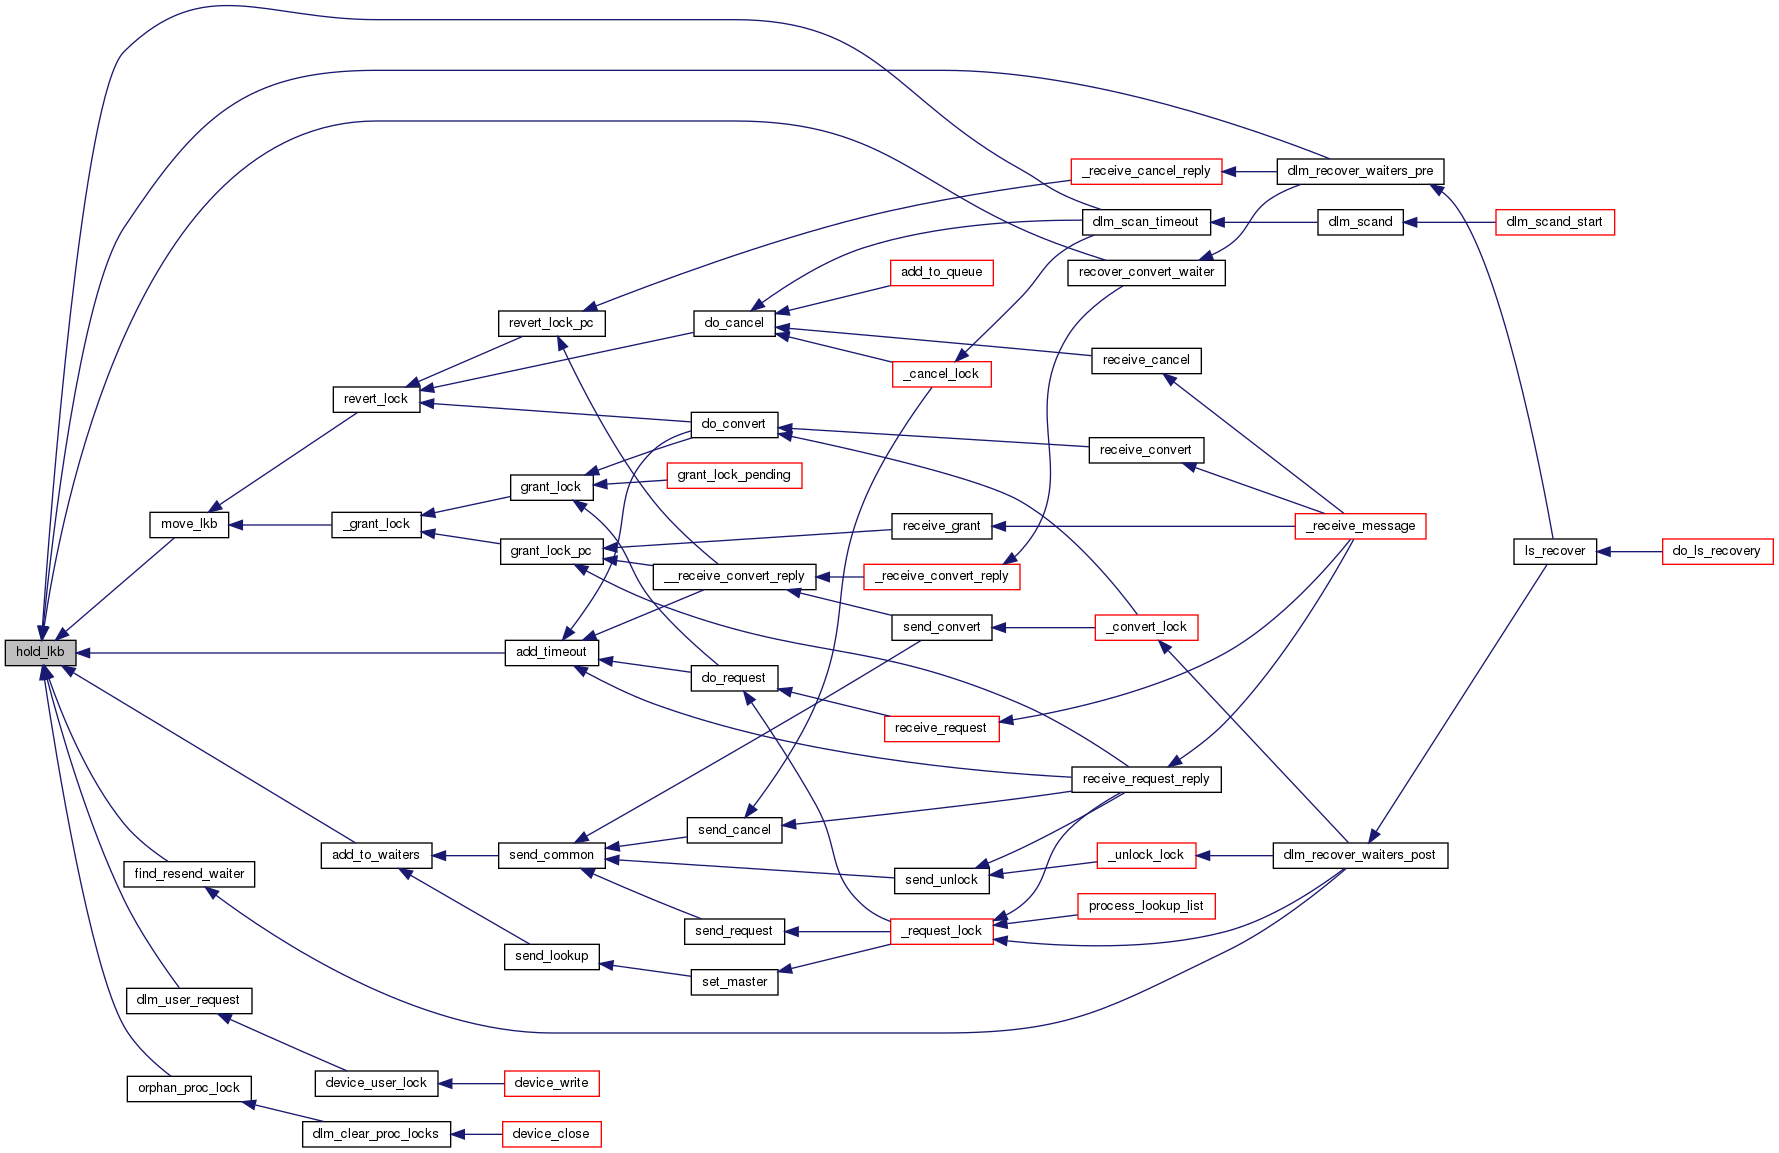 _receive_cancel_reply
dlm_recover_waiters_pre
dlm_scan_timeout
dlm_scand
dlm_scand_start
add_to_queue
recover_convert_waiter
revert_lock_pc
do_cancel
receive_cancel
_cancel_lock
revert_lock
do_convert
receive_convert
grant_lock
grant_lock_pending
move_lkb
_grant_lock
receive_grant
_receive_message
grant_lock_pc
ls_recover
do_ls_recovery
__receive_convert_reply
_receive_convert_reply
send_convert
_convert_lock
hold_lkb
add_timeout
do_request
receive_request
receive_request_reply
send_cancel
add_to_waiters
send_common
_unlock_lock
dlm_recover_waiters_post
find_resend_waiter
send_unlock
process_lookup_list
send_request
_request_lock
send_lookup
set_master
dlm_user_request
device_user_lock
device_write
orphan_proc_lock
dlm_clear_proc_locks
device_close